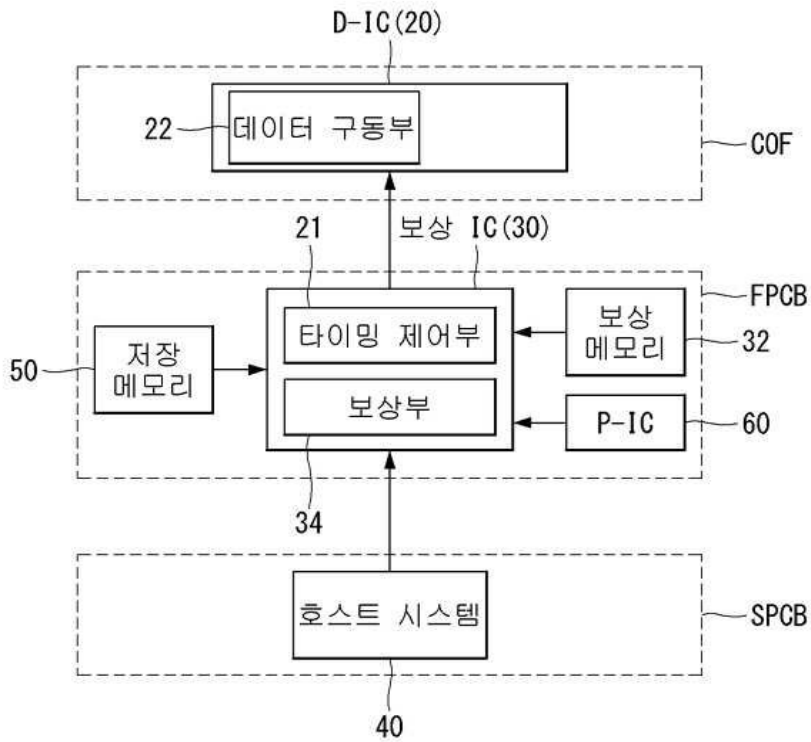 D-IC(20)
22
데이터 구동부
COF
21
보상 IC(30)
FPCB
타이밍 제어부
보상
메모리
32
50
저장
메모리
보상부
P-IC
60
34
호스트 시스템
SPCB
40